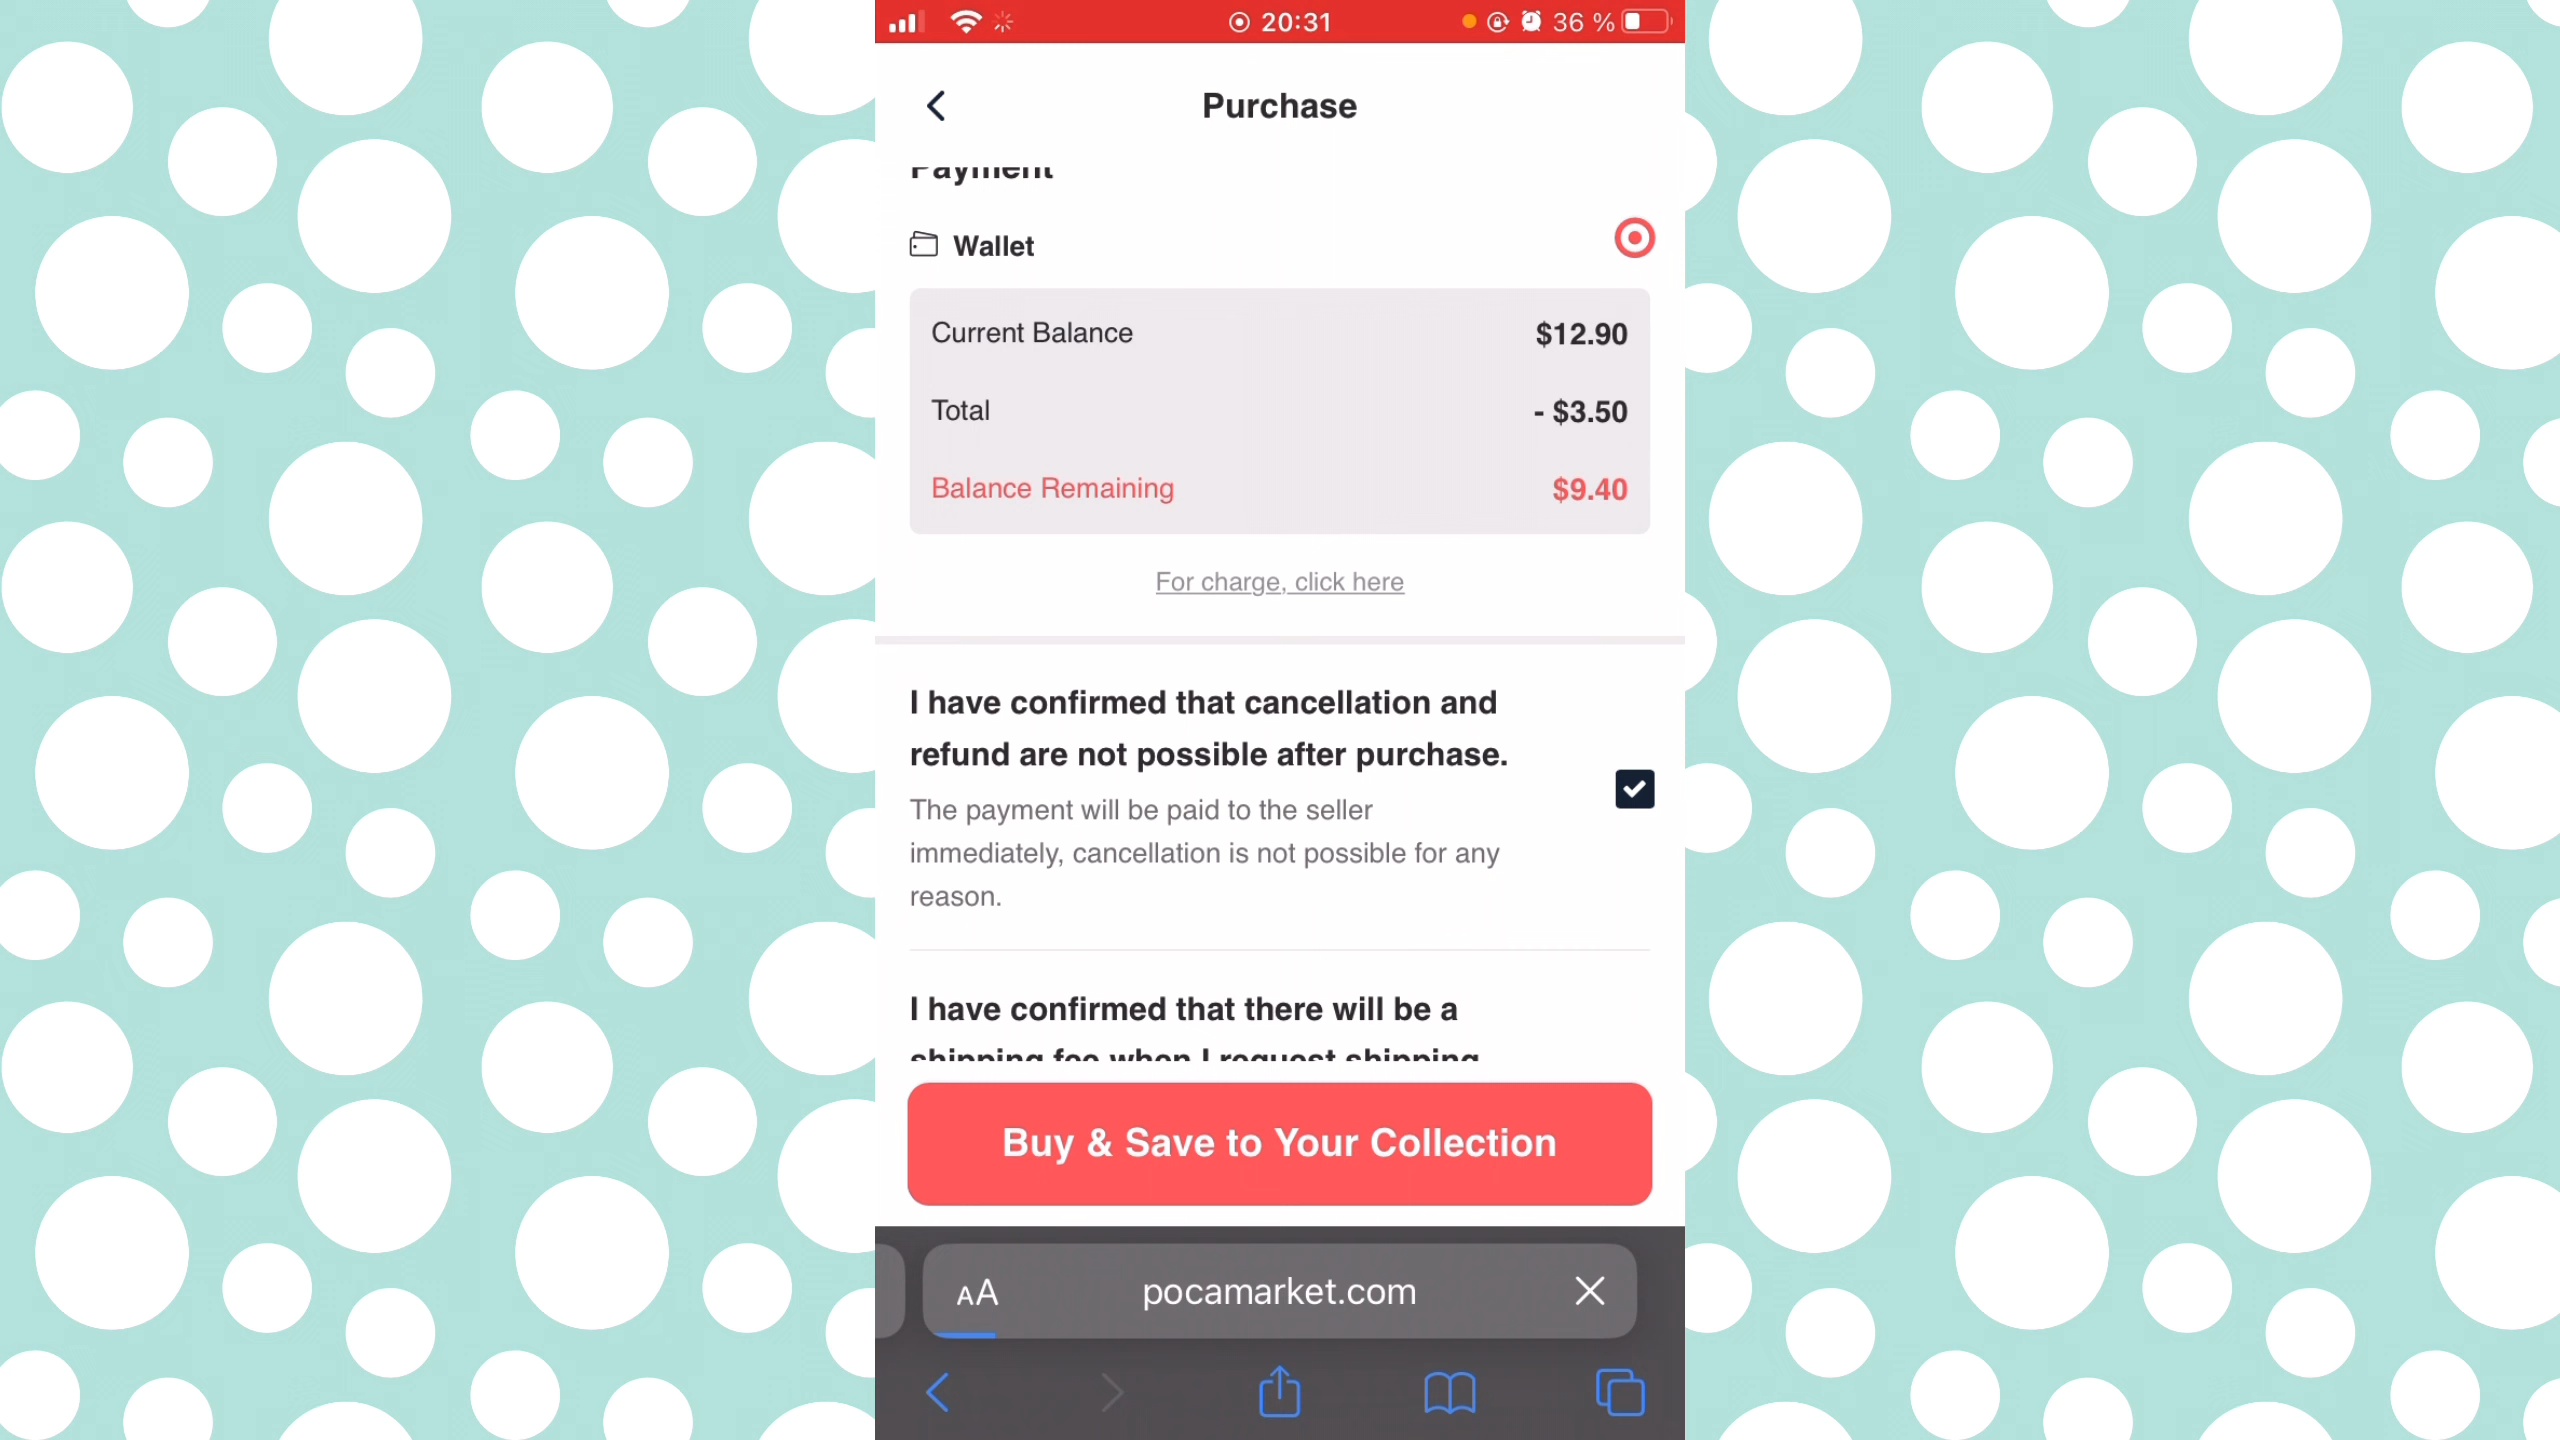 20:31
36 %
Purchase
Payment
Wallet
Current Balance $12.90
Total - $3.50
Balance Remaining $9.40
For charge, click here
I have confirmed that cancellation and
refund are not possible after purchase.
The payment will be paid to the seller
immediately, cancellation is not possible for any
reason.
I have confirmed that there will be a
shipping fee when I request shipping
Buy & Save to Your Collection
AA pocamarket.com